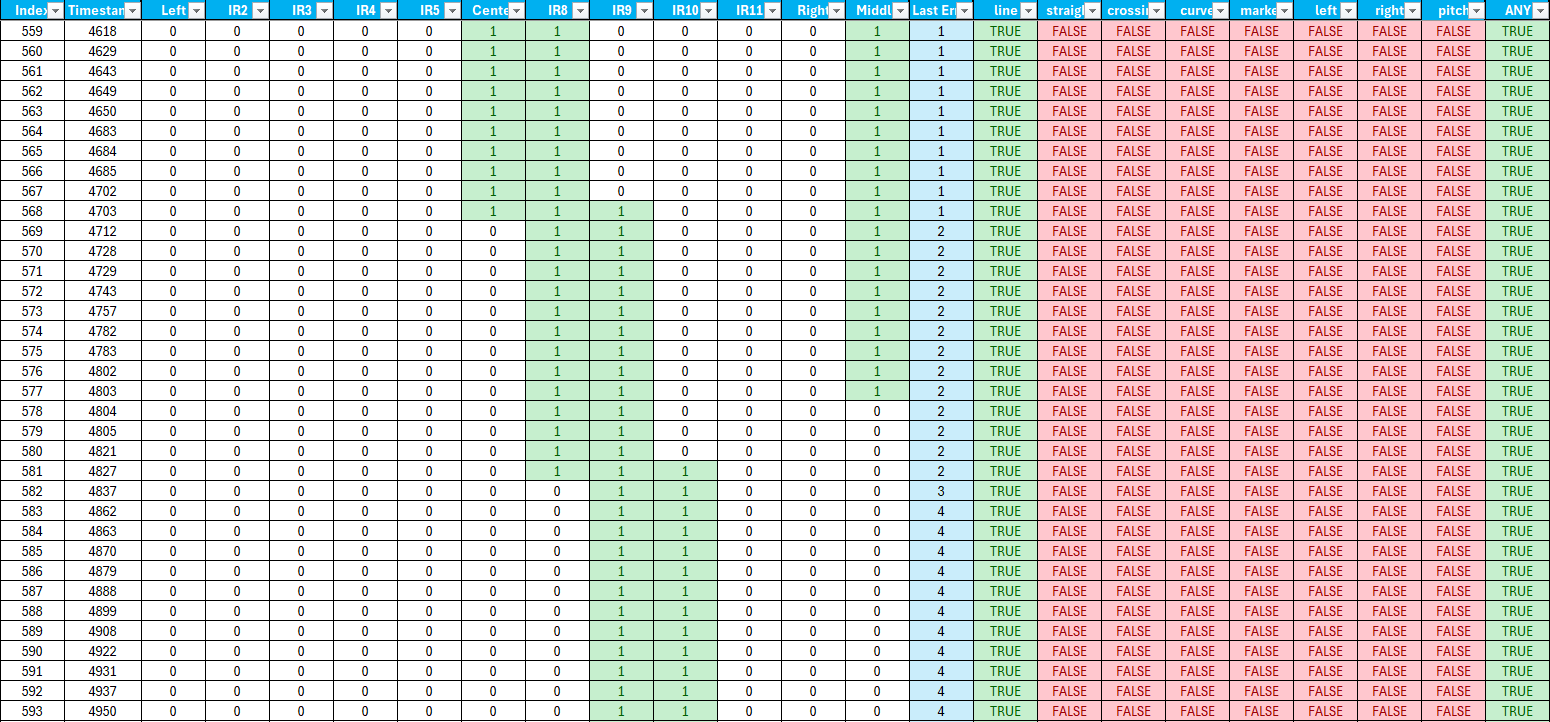 Index Timestan Left IR2 IR3 IR4 IR5 Cente IR8 IR9 IR10 IR11 Right Middl Last Er line straigl crossin curve marke left right pitch ANY
559 4618 0 0 0 0 0 1 1 0 0 0 0 1 1 TRUE FALSE FALSE FALSE FALSE FALSE FALSE FALSE TRUE
560 4629 0 0 0 0 0 1 1 0 0 0 0 1 1 TRUE FALSE FALSE FALSE FALSE FALSE FALSE FALSE TRUE
561 4643 0 0 0 0 0 1 1 0 0 0 0 1 1 TRUE FALSE FALSE FALSE FALSE FALSE FALSE FALSE TRUE
562 4649 0 0 0 0 0 1 1 0 0 0 0 1 1 TRUE FALSE FALSE FALSE FALSE FALSE FALSE FALSE TRUE
563 4650 0 0 0 0 0 1 1 0 0 0 0 1 1 TRUE FALSE FALSE FALSE FALSE FALSE FALSE FALSE TRUE
564 4683 0 0 0 0 0 1 1 0 0 0 0 1 1 TRUE FALSE FALSE FALSE FALSE FALSE FALSE FALSE TRUE
565 4684 0 0 0 0 0 1 1 0 0 0 0 1 1 TRUE FALSE FALSE FALSE FALSE FALSE FALSE FALSE TRUE
566 4685 0 0 0 0 0 1 1 0 0 0 0 1 1 TRUE FALSE FALSE FALSE FALSE FALSE FALSE FALSE TRUE
567 4702 0 0 0 0 0 1 1 0 0 0 0 1 1 TRUE FALSE FALSE FALSE FALSE FALSE FALSE FALSE TRUE
568 4703 0 0 0 0 0 1 1 1 0 0 0 1 1 TRUE FALSE FALSE FALSE FALSE FALSE FALSE FALSE TRUE
569 4712 0 0 0 0 0 0 1 1 0 0 0 1 2 TRUE FALSE FALSE FALSE FALSE FALSE FALSE FALSE TRUE
570 4728 0 0 0 0 0 0 1 1 0 0 0 1 2 TRUE FALSE FALSE FALSE FALSE FALSE FALSE FALSE TRUE
571 4729 0 0 0 0 0 0 1 1 0 0 0 1 2 TRUE FALSE FALSE FALSE FALSE FALSE FALSE FALSE TRUE
572 4743 0 0 0 0 0 0 1 1 0 0 0 1 2 TRUE FALSE FALSE FALSE FALSE FALSE FALSE FALSE TRUE
573 4757 0 0 0 0 0 0 1 1 0 0 0 1 2 TRUE FALSE FALSE FALSE FALSE FALSE FALSE FALSE TRUE
574 4782 0 0 0 0 0 0 1 1 0 0 0 1 2 TRUE FALSE FALSE FALSE FALSE FALSE FALSE FALSE TRUE
575 4783 0 0 0 0 0 0 1 1 0 0 0 1 2 TRUE FALSE FALSE FALSE FALSE FALSE FALSE FALSE TRUE
576 4802 0 0 0 0 0 0 1 1 0 0 0 1 2 TRUE FALSE FALSE FALSE FALSE FALSE FALSE FALSE TRUE
577 4803 0 0 0 0 0 0 1 1 0 0 0 1 2 TRUE FALSE FALSE FALSE FALSE FALSE FALSE FALSE TRUE
578 4804 0 0 0 0 0 0 1 1 0 0 0 0 2 TRUE FALSE FALSE FALSE FALSE FALSE FALSE FALSE TRUE
579 4805 0 0 0 0 0 0 1 1 0 0 0 0 2 TRUE FALSE FALSE FALSE FALSE FALSE FALSE FALSE TRUE
580 4821 0 0 0 0 0 0 1 1 0 0 0 0 2 TRUE FALSE FALSE FALSE FALSE FALSE FALSE FALSE TRUE
581 4827 0 0 0 0 0 0 1 1 1 0 0 0 2 TRUE FALSE FALSE FALSE FALSE FALSE FALSE FALSE TRUE
582 4837 0 0 0 0 0 0 0 1 1 0 0 0 3 TRUE FALSE FALSE FALSE FALSE FALSE FALSE FALSE TRUE
583 4862 0 0 0 0 0 0 0 1 1 0 0 0 4 TRUE FALSE FALSE FALSE FALSE FALSE FALSE FALSE TRUE
584 4863 0 0 0 0 0 0 0 1 1 0 0 0 4 TRUE FALSE FALSE FALSE FALSE FALSE FALSE FALSE TRUE
585 4870 0 0 0 0 0 0 0 1 1 0 0 0 4 TRUE FALSE FALSE FALSE FALSE FALSE FALSE FALSE TRUE
586 4879 0 0 0 0 0 0 0 1 1 0 0 0 4 TRUE FALSE FALSE FALSE FALSE FALSE FALSE FALSE TRUE
587 4888 0 0 0 0 0 0 0 1 1 0 0 0 4 TRUE FALSE FALSE FALSE FALSE FALSE FALSE FALSE TRUE
588 4899 0 0 0 0 0 0 0 1 1 0 0 0 4 TRUE FALSE FALSE FALSE FALSE FALSE FALSE FALSE TRUE
589 4908 0 0 0 0 0 0 0 1 1 0 0 0 4 TRUE FALSE FALSE FALSE FALSE FALSE FALSE FALSE TRUE
590 4922 0 0 0 0 0 0 0 1 1 0 0 0 4 TRUE FALSE FALSE FALSE FALSE FALSE FALSE FALSE TRUE
591 4931 0 0 0 0 0 0 0 1 1 0 0 0 4 TRUE FALSE FALSE FALSE FALSE FALSE FALSE FALSE TRUE
592 4937 0 0 0 0 0 0 0 1 1 0 0 0 4 TRUE FALSE FALSE FALSE FALSE FALSE FALSE FALSE TRUE
593 4950 0 0 0 0 0 0 0 1 1 0 0 0 4 TRUE FALSE FALSE FALSE FALSE FALSE FALSE FALSE TRUE